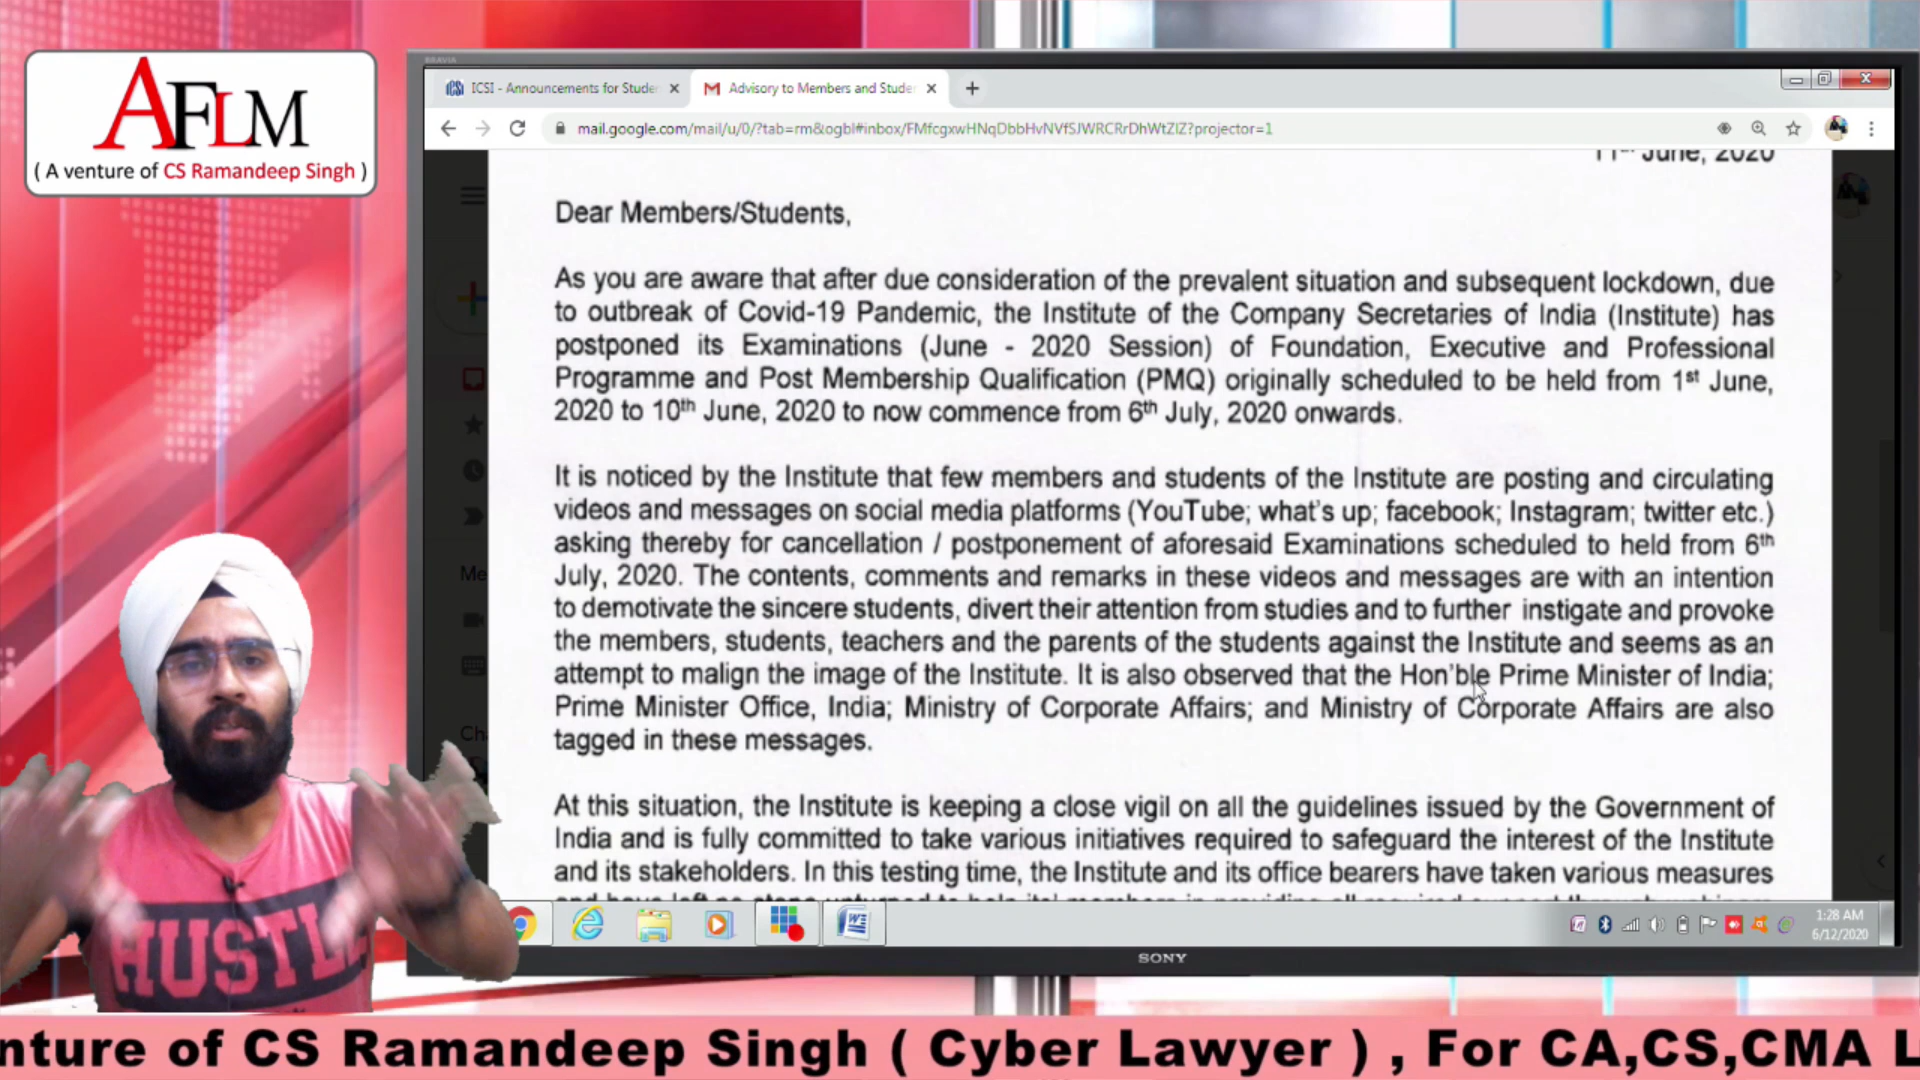 AFLM
( A venture of CS Ramandeep Singh )
BRAVIA
ICSI - Announcements for Stude
Advisory to Members and Stude
mail.google.com/mail/u/0/?tab=rm&ogbl#inbox/FMfcgxwHNqDbbHvNVfSJWRCRrDhWtZlZ?projector=1
11st June, 2020
Dear Members/Students,
As you are aware that after due consideration of the prevalent situation and subsequent lockdown, due
to outbreak of Covid-19 Pandemic, the Institute of the Company Secretaries of India (Institute) has
postponed its Examinations (June - 2020 Session) of Foundation, Executive and Professional
Programme and Post Membership Qualification (PMQ) originally scheduled to be held from 1st June,
2020 to 10th June, 2020 to now commence from 6th July, 2020 onwards.
It is noticed by the Institute that few members and students of the Institute are posting and circulating
videos and messages on social media platforms (YouTube; what's up; facebook; Instagram; twitter etc.)
asking thereby for cancellation / postponement of aforesaid Examinations scheduled to held from 6th
July, 2020. The contents, comments and remarks in these videos and messages are with an intention
to demotivate the sincere students, divert their attention from studies and to further instigate and provoke
the members, students, teachers and the parents of the students against the Institute and seems as an
attempt to malign the image of the Institute. It is also observed that the Hon'ble Prime Minister of India;
Prime Minister Office, India; Ministry of Corporate Affairs; and Ministry of Corporate Affairs are also
tagged in these messages.
At this situation, the Institute is keeping a close vigil on all the guidelines issued by the Government of
India and is fully committed to take various initiatives required to safeguard the interest of the Institute
and its stakeholders. In this testing time, the Institute and its office bearers have taken various measures
Me
Ch
1:28 AM
6/12/2020
SONY
HUSTLE
nture of CS Ramandeep Singh ( Cyber Lawyer ) , For CA,CS,CMA L